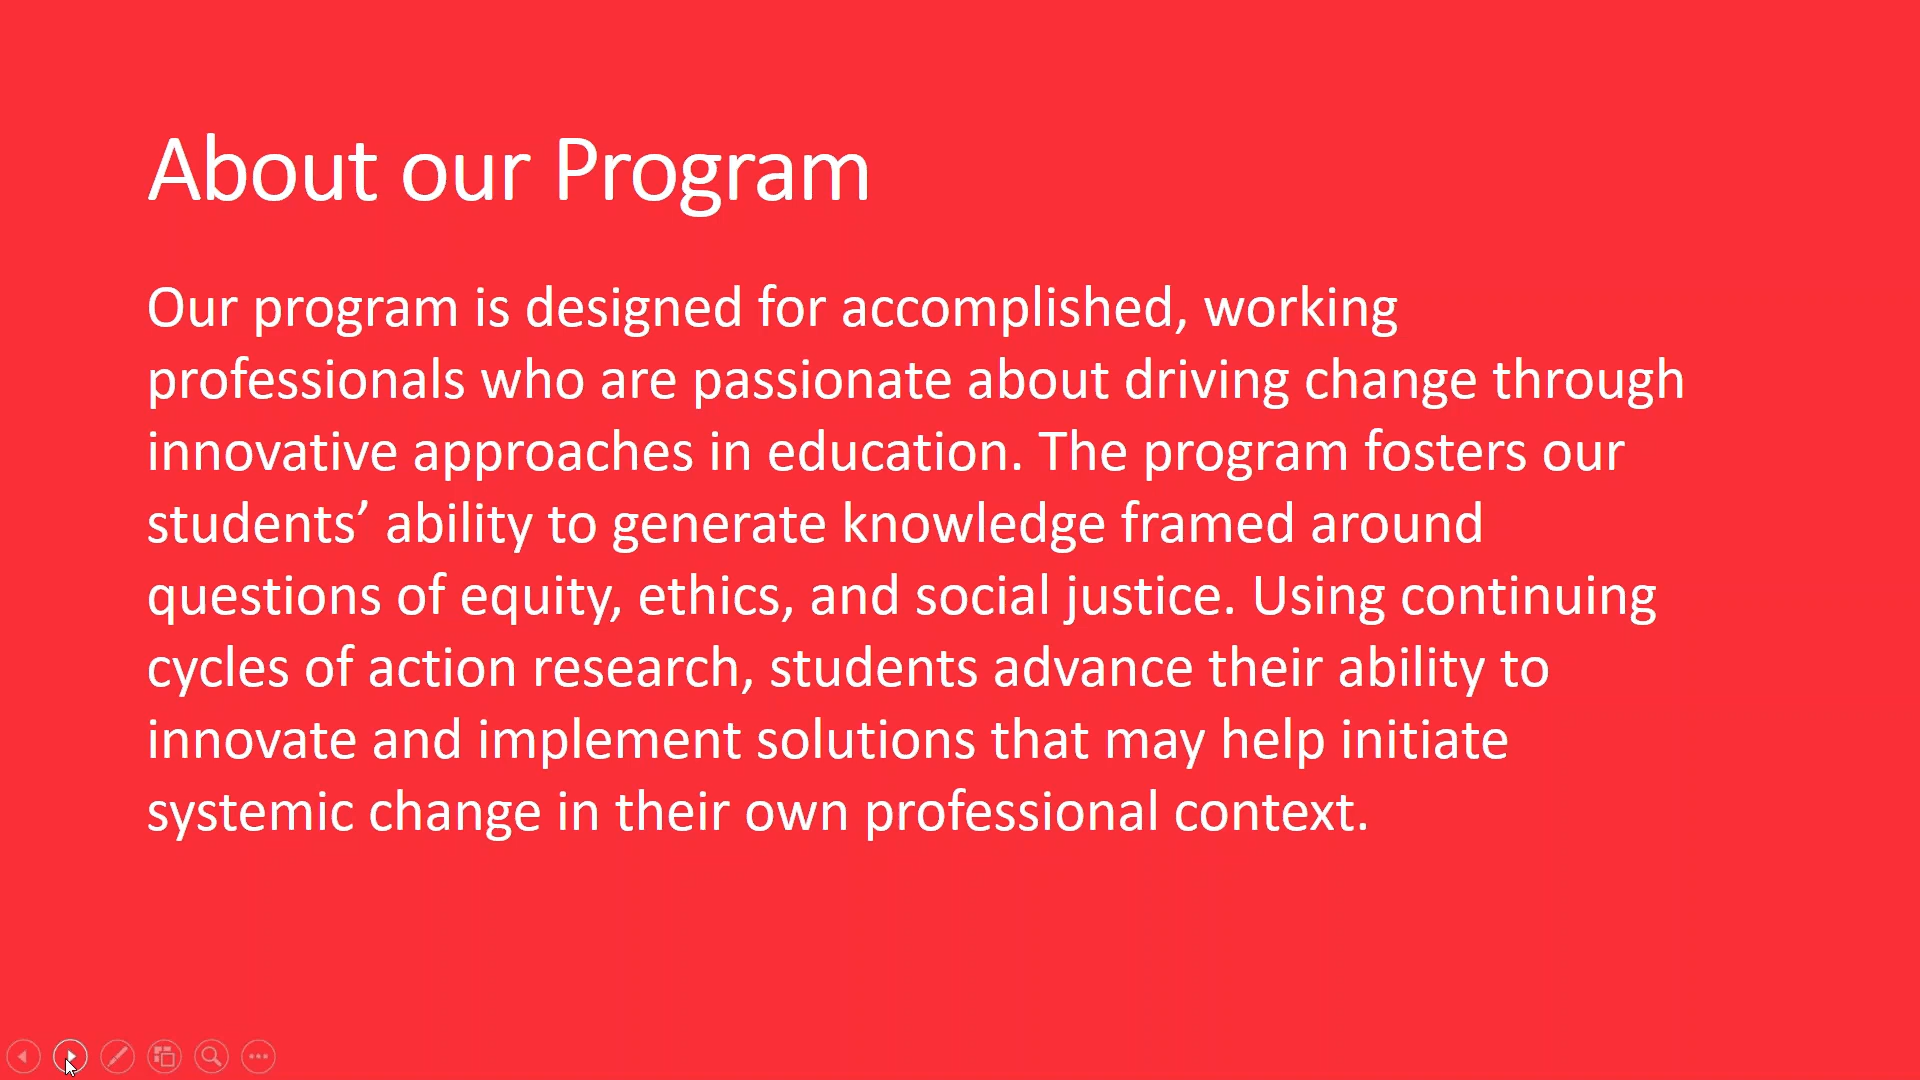 About our Program
Our program is designed for accomplished, working
professionals who are passionate about driving change through
innovative approaches in education. The program fosters our
students’ ability to generate knowledge framed around
questions of equity, ethics, and social justice. Using continuing
cycles of action research, students advance their ability to
innovate and implement solutions that may help initiate
systemic change in their own professional context.